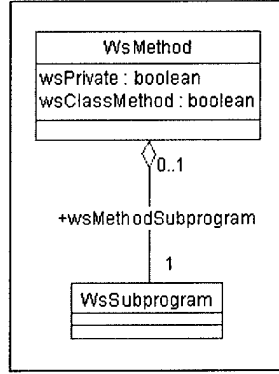 WsMethod
wsPrivate : boolean
wsClassMethod : boolean
0..1
+wsMethodSubprogram
1
WsSubprogram